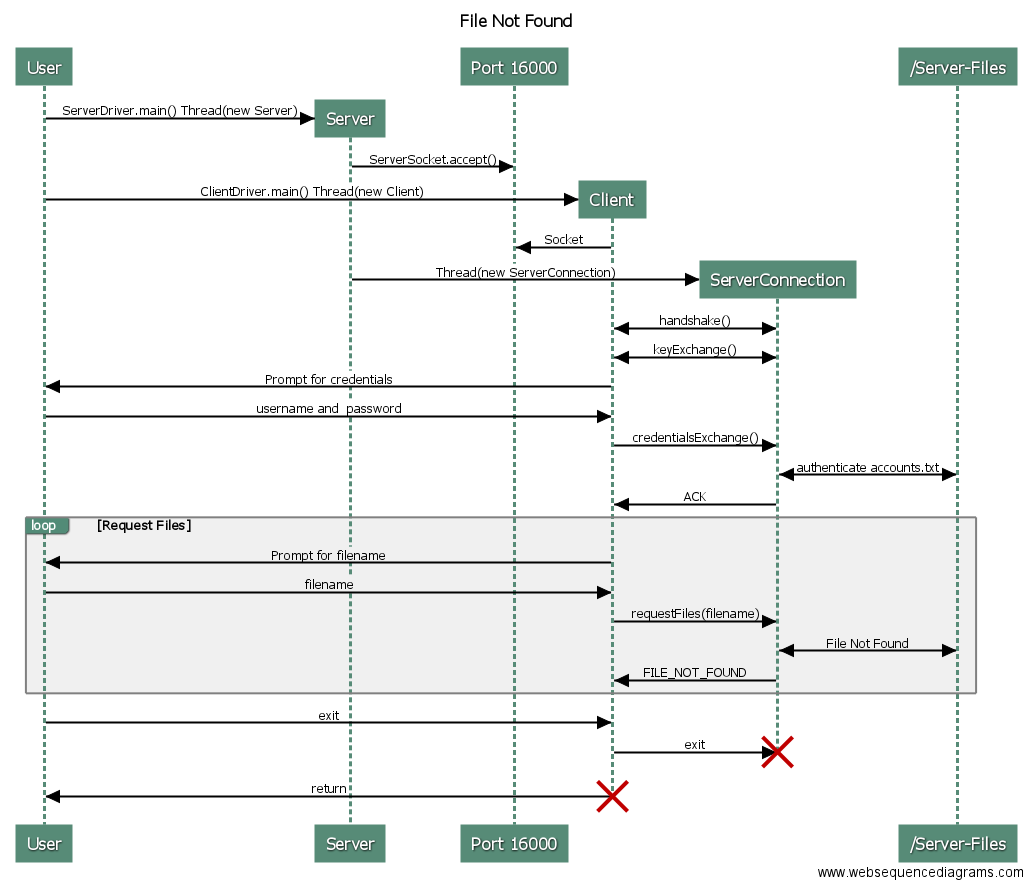 File Not Found
User
Port 16000
/Server-Files
ServerDriver.main() Thread(new Server)
Server
ServerSocket.accept()
ClientDriver.main() Thread(new Client)
Client
Socket
Thread(new ServerConnection)
ServerConnection
handshake()
keyExchange()
Prompt for credentials
username and  password
credentialsExchange()
authenticate accounts.txt
ACK
loop
[Request Files]
Prompt for filename
filename
requestFiles(filename)
File Not Found
FILE_NOT_FOUND
exit
exit
return
User
Server
Port 16000
/Server-Files
www.websequencediagrams.com